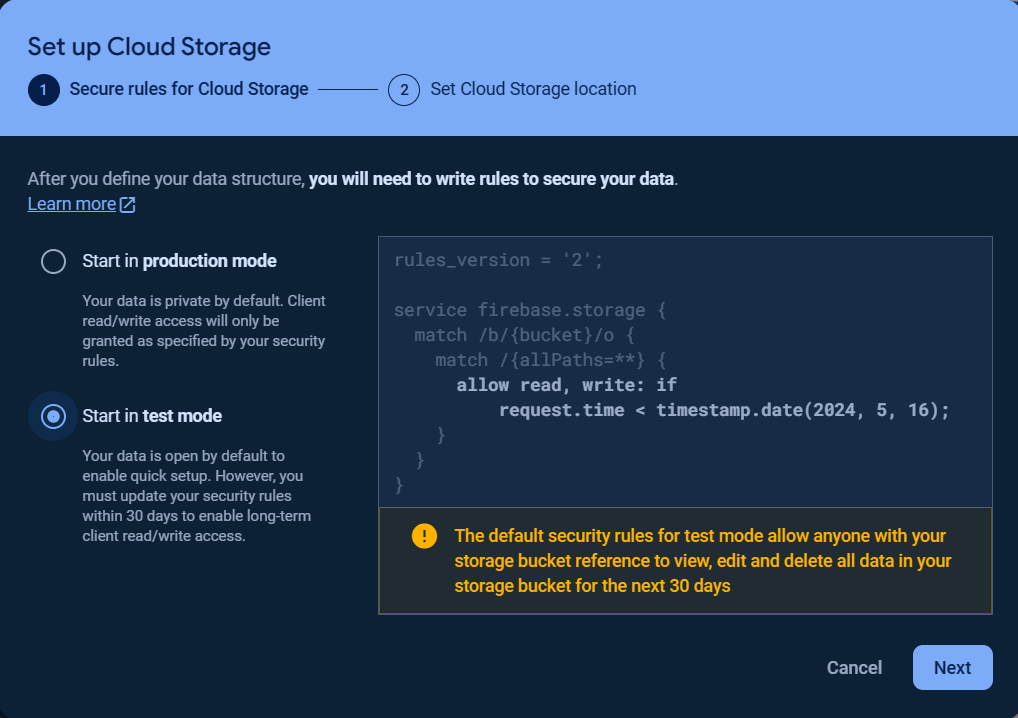 Set up Cloud Storage
1 Secure rules for Cloud Storage 2 Set Cloud Storage location
After you define your data structure, you will need to write rules to secure your data.
Learn more
Start in production mode
Your data is private by default. Client
read/write access will only be
granted as specified by your security
rules.
Start in test mode
Your data is open by default to
enable quick setup. However, you
must update your security rules
within 30 days to enable long-term
client read/write access.
rules_version = '2';
service firebase.storage {
match /b/{bucket}/o {
match /{allPaths=**} {
allow read, write: if
request.time < timestamp.date(2024, 5, 16);
}
}
}
! The default security rules for test mode allow anyone with your
storage bucket reference to view, edit and delete all data in your
storage bucket for the next 30 days
Cancel Next